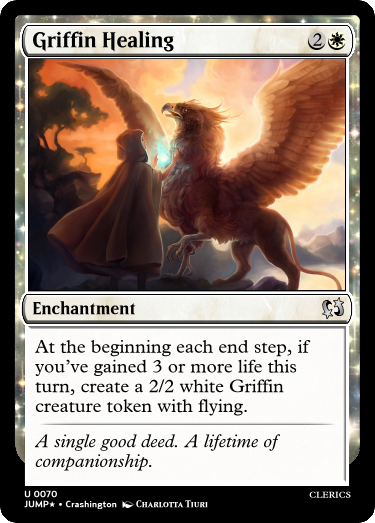 Griffin Healing 2
Enchantment
At the beginning each end step, if
you've gained 3 or more life this
turn, create a 2/2 white Griffin
creature token with flying.
A single good deed. A lifetime of
companionship.
U 0070 CLERICS
JUMP★ • Crashington Charlotta Tiuri